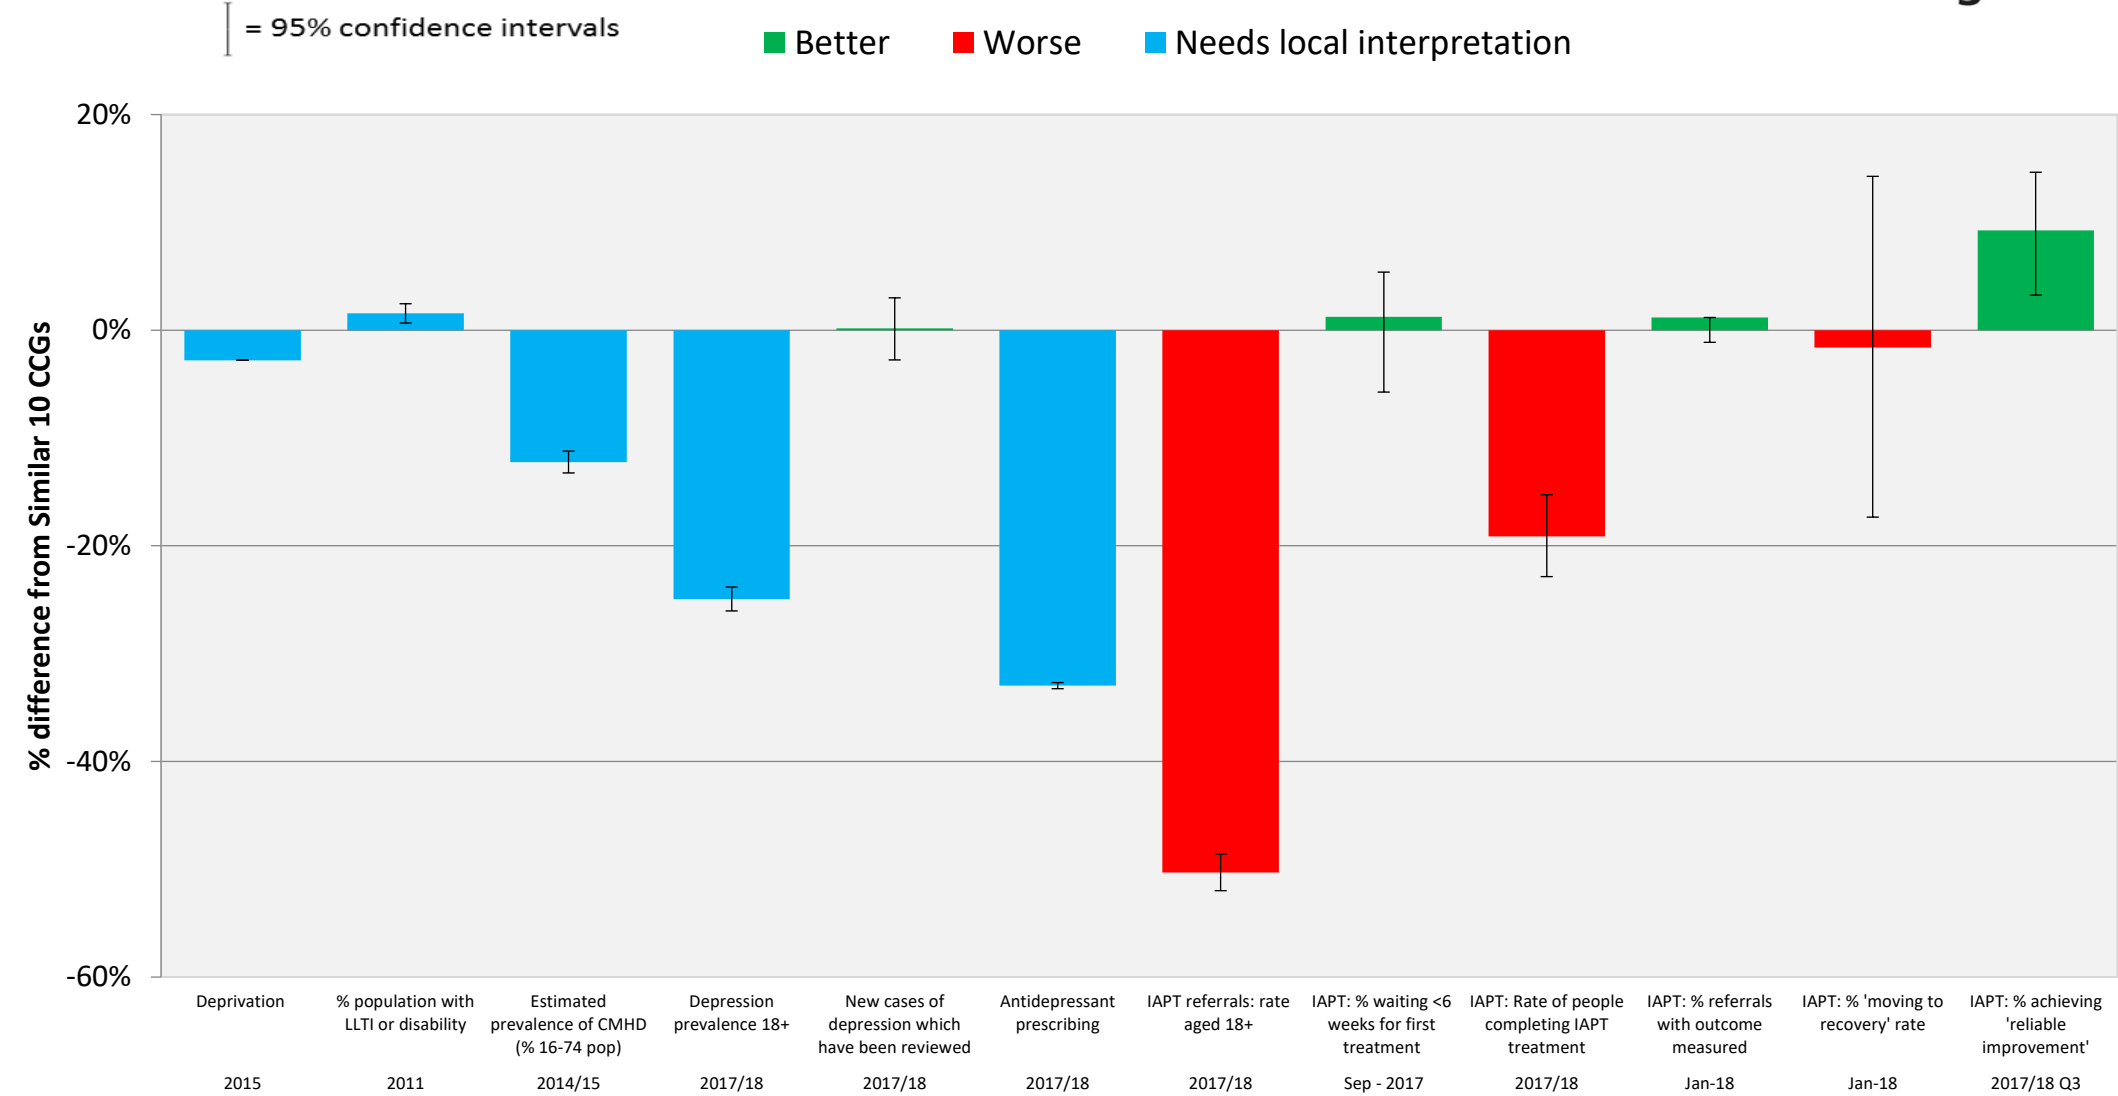 = 95% confidence intervals
Better
Worse
Needs local interpretation
% difference from Similar 10 CCGs
20%
0%
-20%
-40%
-60%
Deprivation
2015
% population with
LLTI or disability
2011
Estimated
prevalence of CMHD
(% 16-74 pop)
2014/15
Depression
prevalence 18+
2017/18
New cases of
depression which
have been reviewed
2017/18
Antidepressant
prescribing
2017/18
IAPT referrals: rate
aged 18+
2017/18
IAPT: % waiting <6
weeks for first
treatment
Sep - 2017
IAPT: Rate of people
completing IAPT
treatment
2017/18
IAPT: % referrals
with outcome
measured
Jan-18
IAPT: % 'moving to
recovery' rate
Jan-18
IAPT: % achieving
'reliable
improvement'
2017/18 Q3